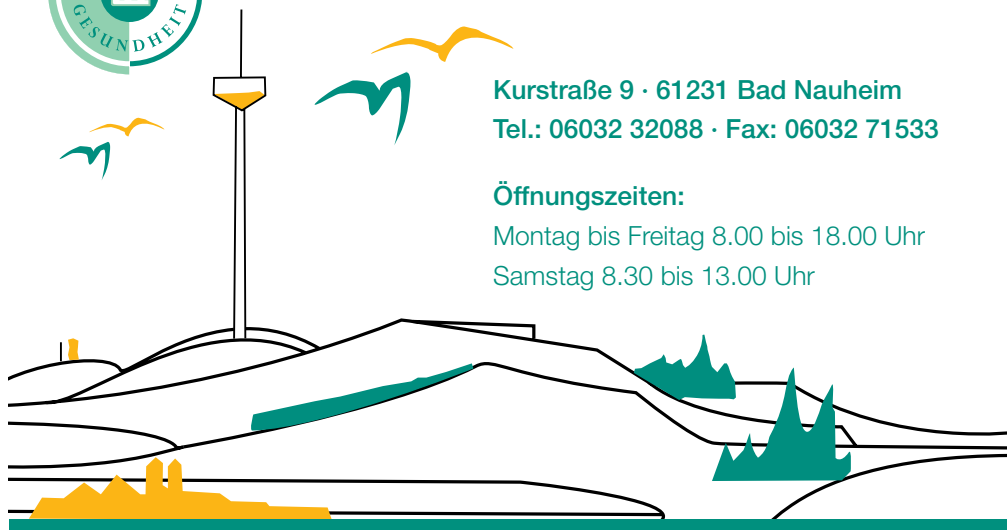 GESUNDHEIT
Kurstraße 9 · 61231 Bad Nauheim
Tel.: 06032 32088 · Fax: 06032 71533
Öffnungszeiten:
Montag bis Freitag 8.00 bis 18.00 Uhr
Samstag 8.30 bis 13.00 Uhr